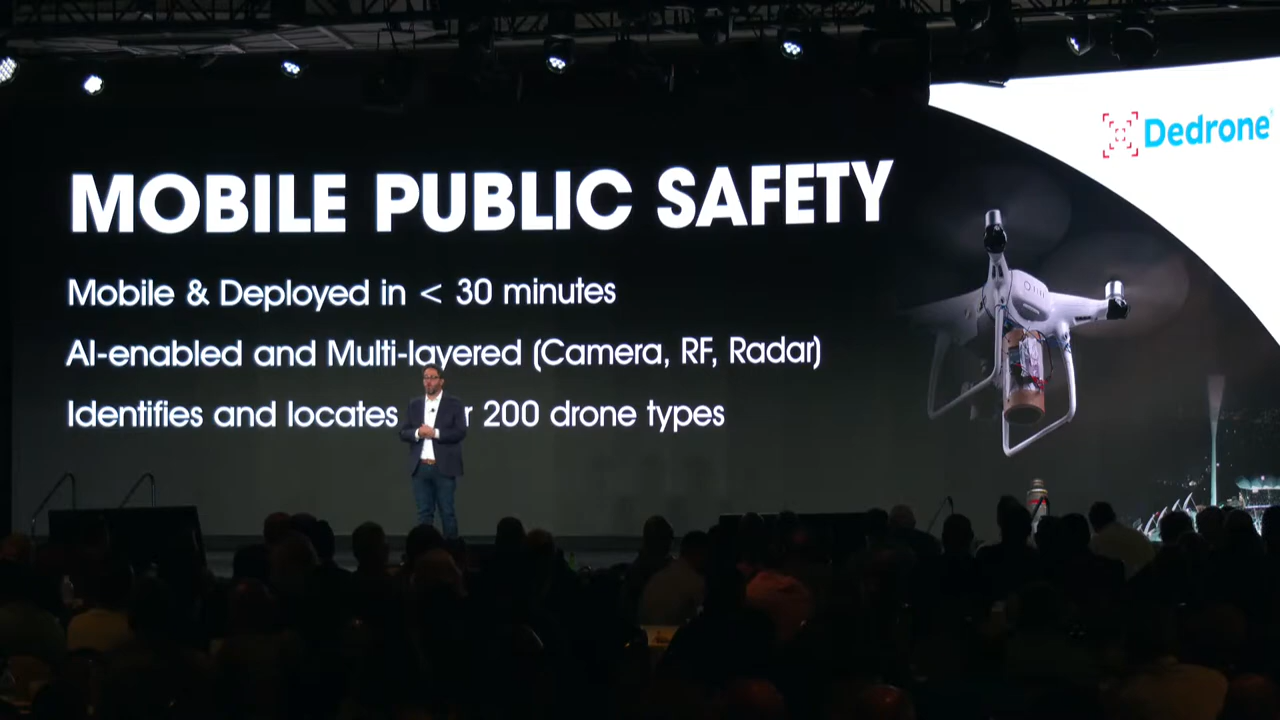 Dedrone
MOBILE PUBLIC SAFETY
Mobile & Deployed in < 30 minutes
AI-enabled and Multi-layered (Camera, RF, Radar)
Identifies and locates 200 drone types